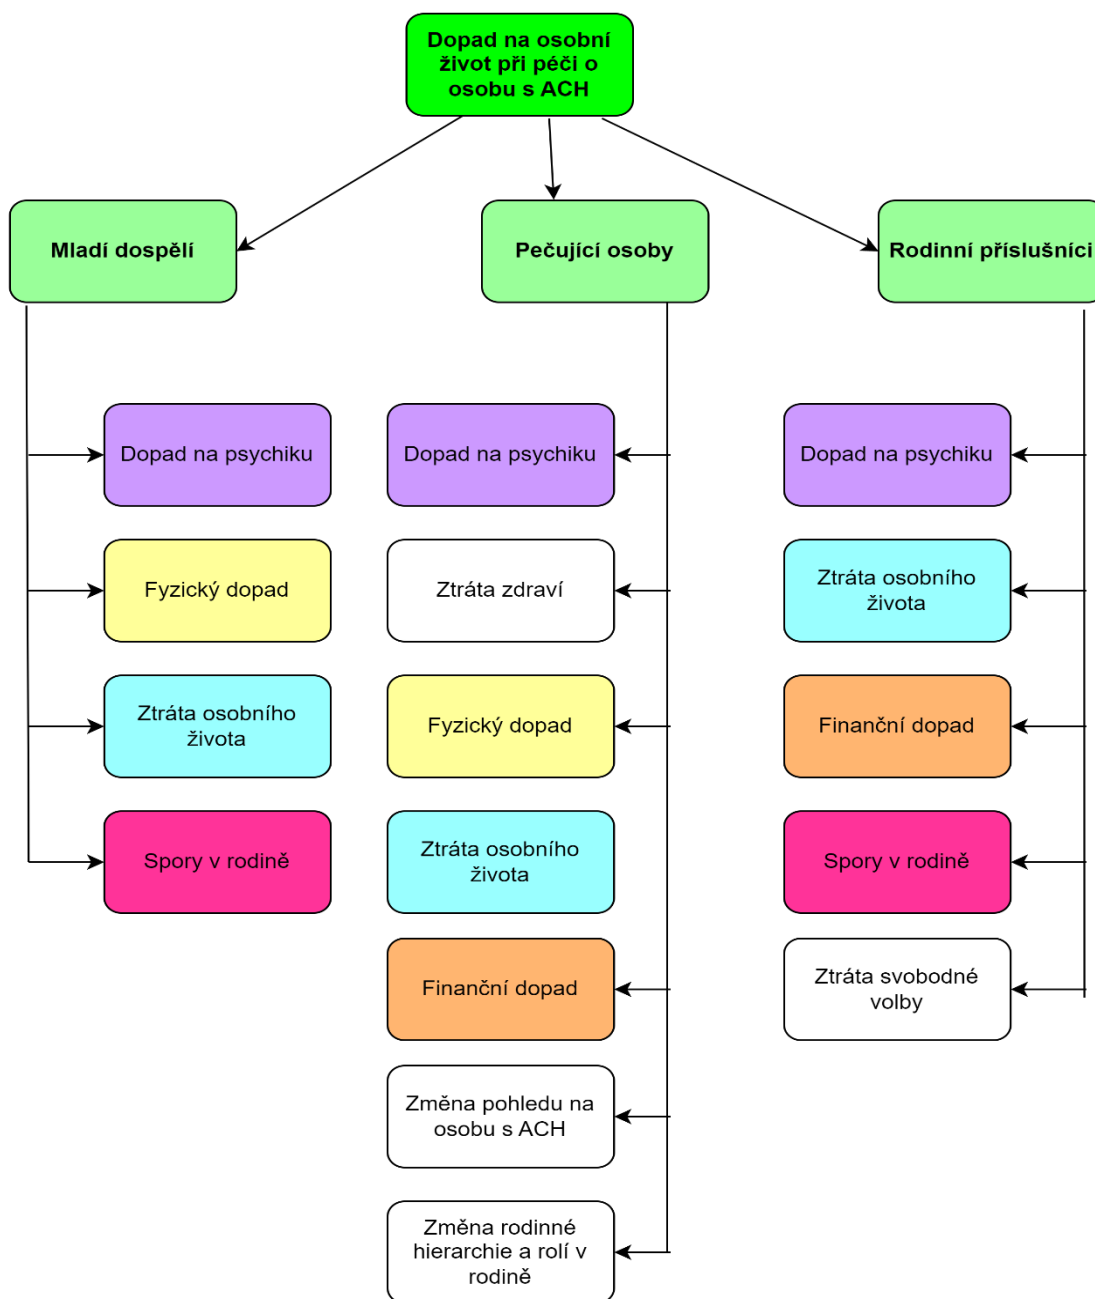 Dopad na osobní
život při péči o
osobu s ACH
Mladí dospělí
Pečující osoby
Rodinní příslušníci
Dopad na psychiku
Fyzický dopad
Ztráta osobního
života
Spory v rodině
Dopad na psychiku
Ztráta zdraví
Fyzický dopad
Ztráta osobního
života
Finanční dopad
Změna pohledu na
osobu s ACH
Změna rodinné
hierarchie a rolí v
rodině
Dopad na psychiku
Ztráta osobního
života
Finanční dopad
Spory v rodině
Ztráta svobodné
volby